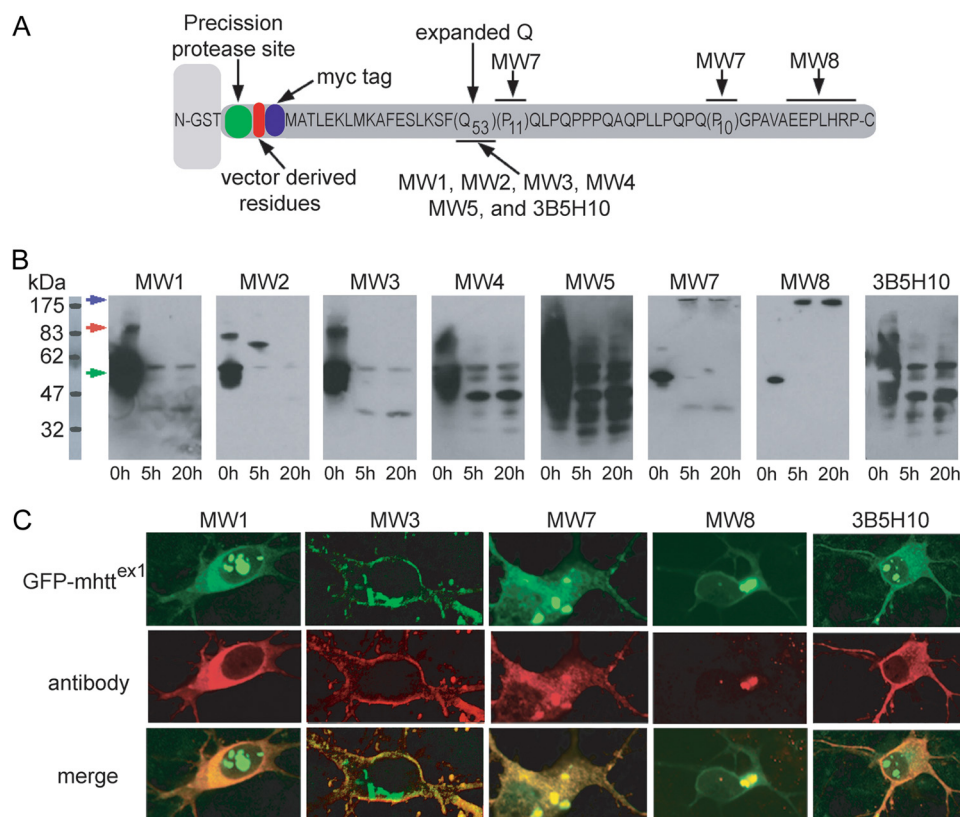 A
Precission
protease site
myc tag
expanded Q
MW7
MW7
MW8
N-GST
MATLEKLMKAFESLKSF(Q53)(P11)QLPQPPPQAQPLLPQPQ(P10)GPAVAEEPLHRP-C
vector derived
residues
MW1, MW2, MW3, MW4
MW5, and 3B5H10
B
kDa
MW1 MW2 MW3 MW4 MW5 MW7 MW8 3B5H10
175
83
62
47
32
0h 5h 20h 0h 5h 20h 0h 5h 20h 0h 5h 20h 0h 5h 20h 0h 5h 20h 0h 5h 20h 0h 5h 20h
C
MW1 MW3 MW7 MW8 3B5H10
GFP-mhtt^ex1
antibody
merge